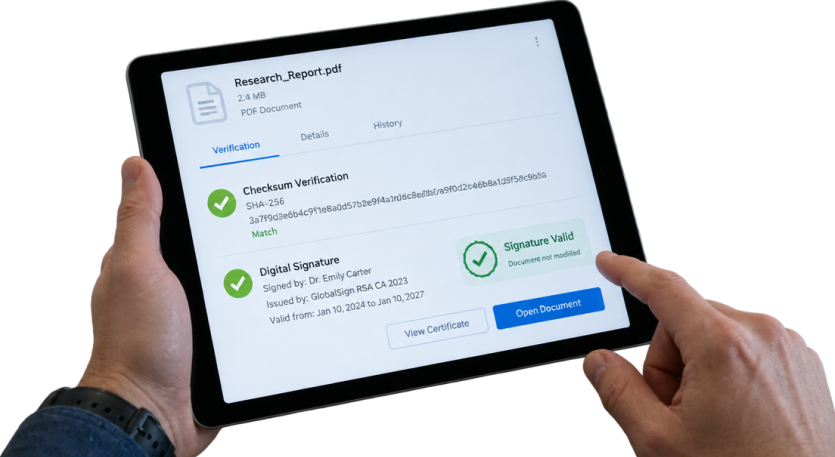 Research_Report.pdf
2.4 MB
PDF Document
Verification
Details
History
Checksum Verification
SHA-256
Match
Digital Signature
Signed by: Dr. Emily Carter
Issued by: GlobalSign RSA CA 2023
Valid from: Jan 10, 2024 to Jan 10, 2027
Signature Valid
Document not modified
View Certificate
Open Document